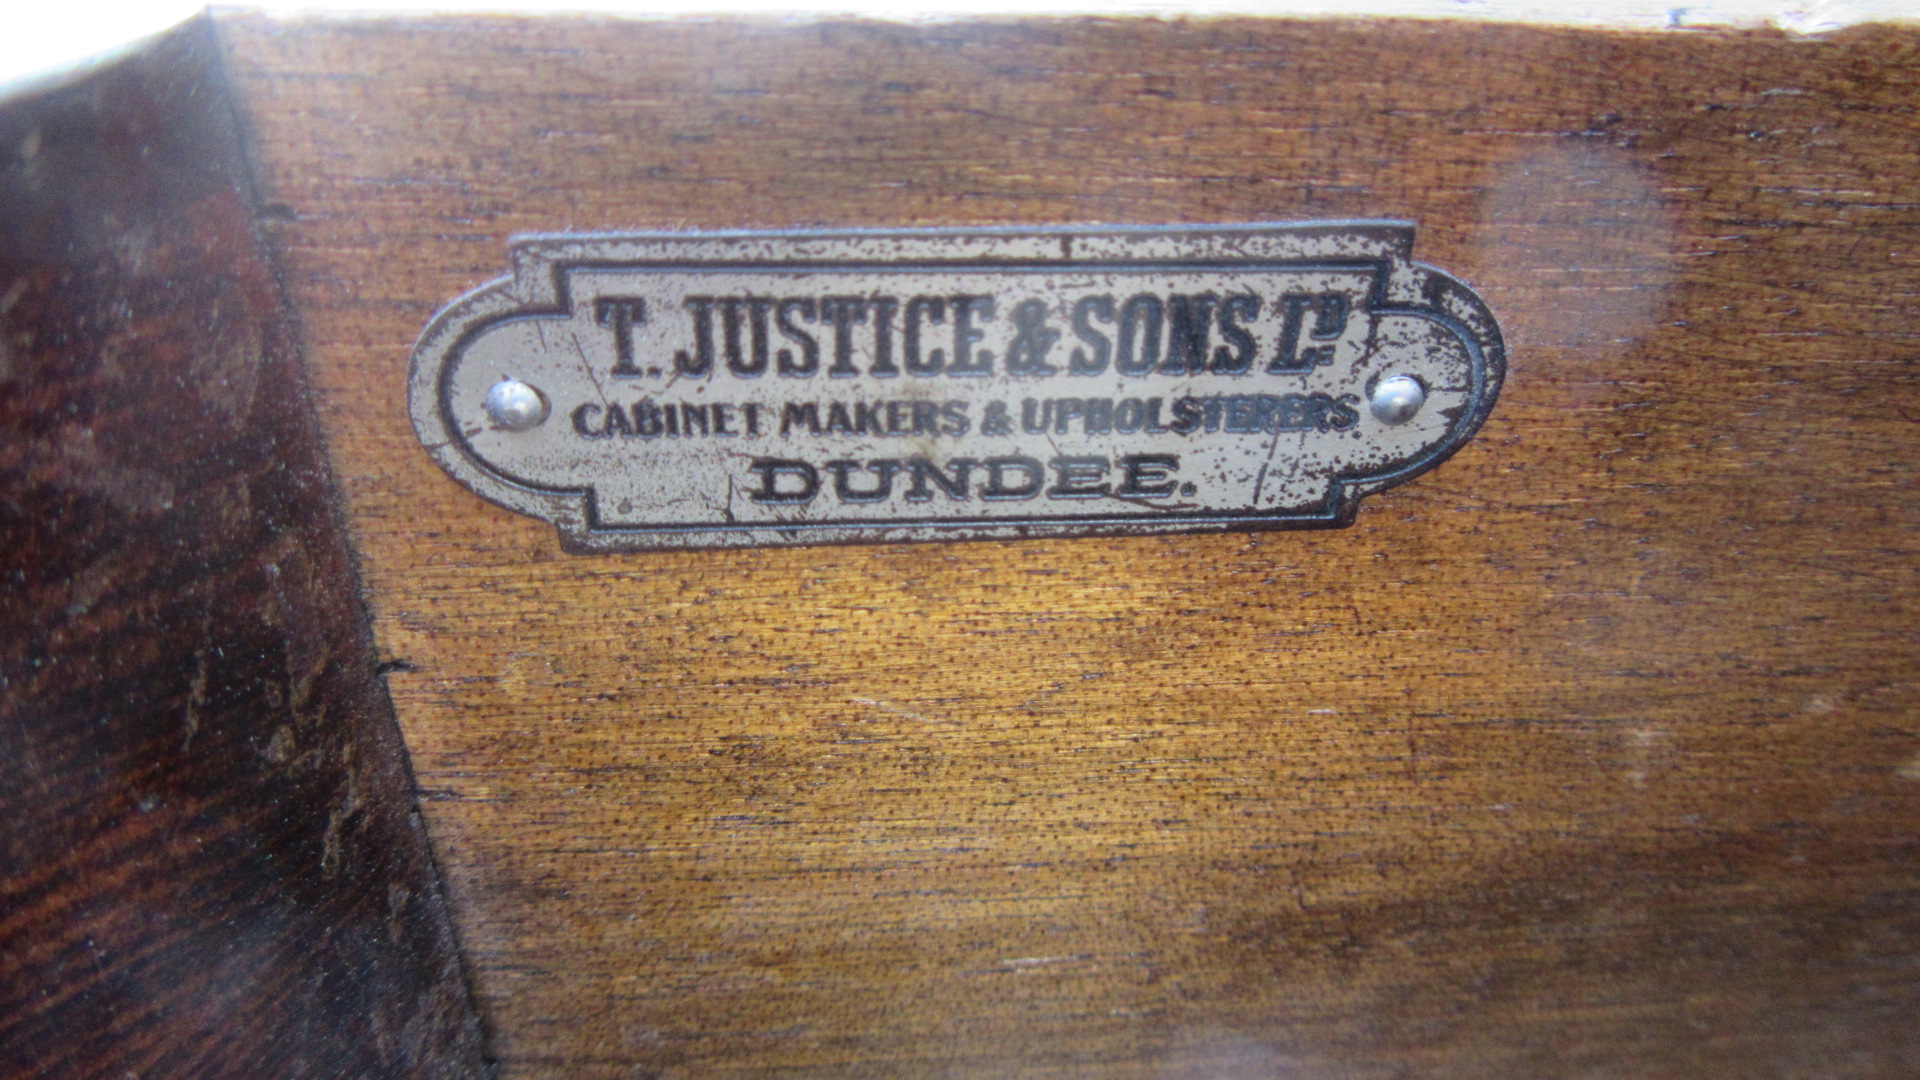 T. JUSTICE & SONS LD.
CABINET MAKERS & UPHOLSTERERS
DUNDEE.